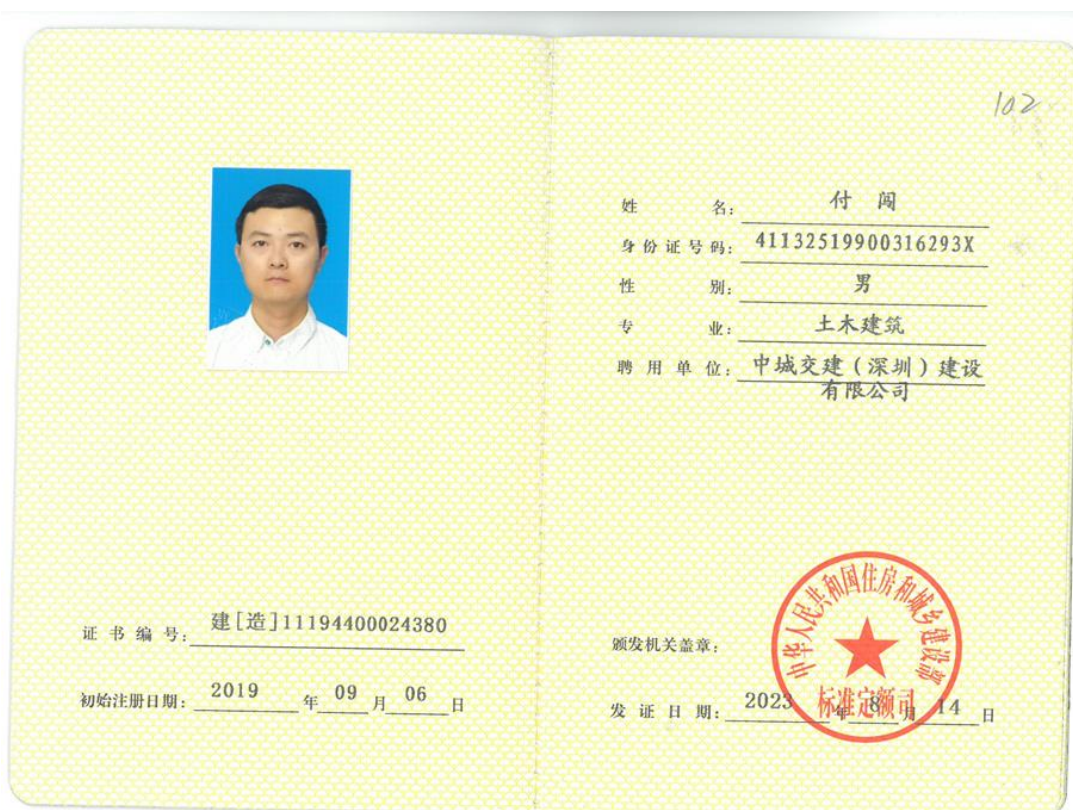 102
姓 名: 付 闯
身份证号码: 41132519900316293X
性 别: 男
专 业: 土木建筑
聘用单位: 中城交建(深圳)建设
有限公司
证书编号: 建[造]11194400024380
初始注册日期: 2019 年 09 月 06 日
颁发机关盖章:
中华人民共和国住房和城乡建设部
标准定额司
发证日期: 2023 年 8 月 14 日